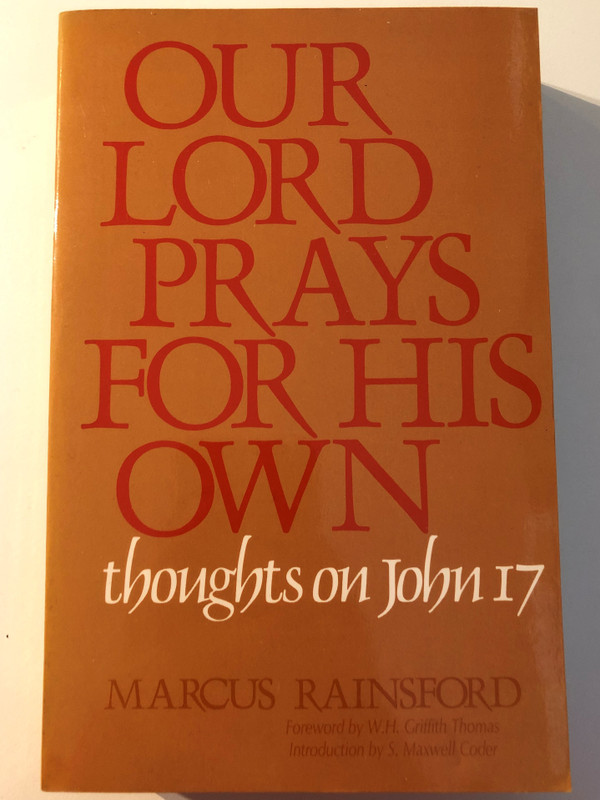 OUR
LORD
PRAYS
FOR HIS
OWN
thoughts on John 17
MARCUS RAINSFORD
Foreword by W.H. Griffith Thomas
Introduction by S. Maxwell Coder